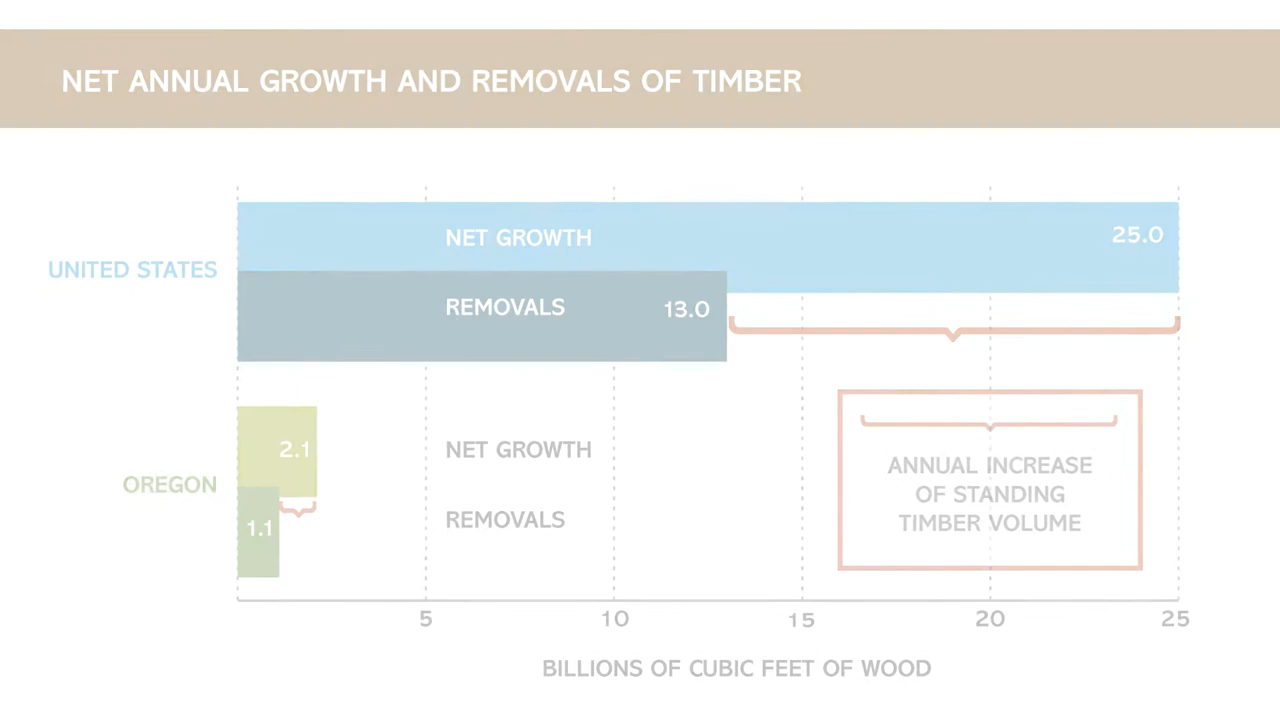 NET ANNUAL GROWTH AND REMOVALS OF TIMBER
NET GROWTH
25.0
UNITED STATES
REMOVALS
13.0
2.1
NET GROWTH
OREGON
1.1
REMOVALS
ANNUAL INCREASE
OF STANDING
TIMBER VOLUME
5
10
15
20
25
BILLIONS OF CUBIC FEET OF WOOD